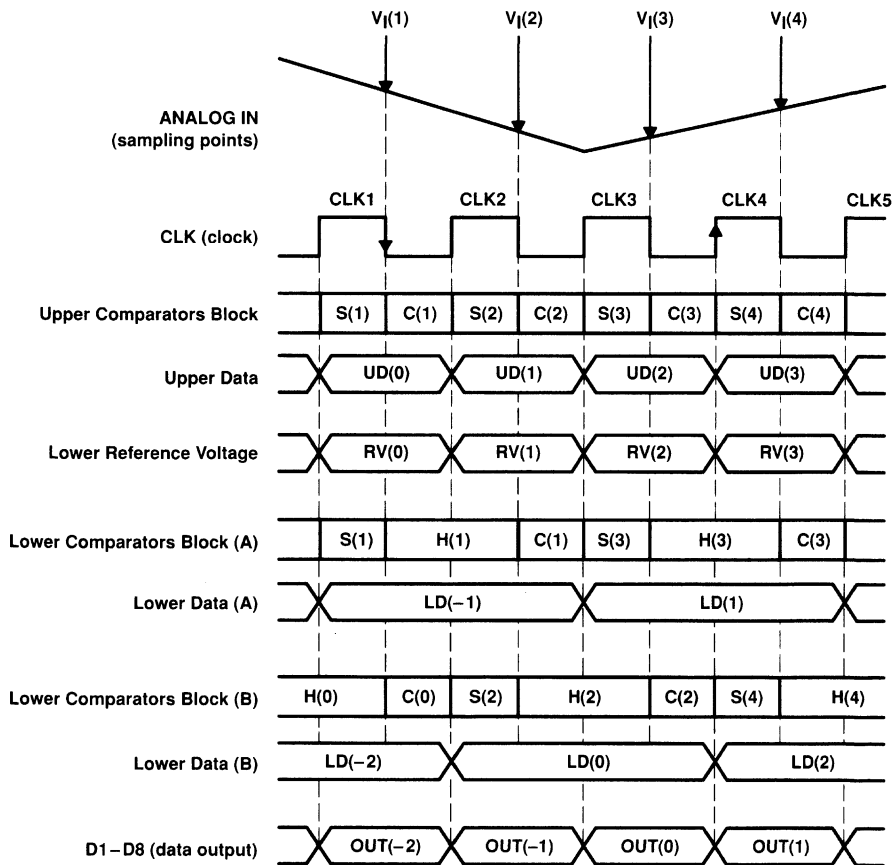 VI(1) VI(2) VI(3) VI(4)
ANALOG IN
(sampling points)
CLK1 CLK2 CLK3 CLK4 CLK5
CLK (clock)
Upper Comparators Block S(1) C(1) S(2) C(2) S(3) C(3) S(4) C(4)
Upper Data UD(0) UD(1) UD(2) UD(3)
Lower Reference Voltage RV(0) RV(1) RV(2) RV(3)
Lower Comparators Block (A) S(1) H(1) C(1) S(3) H(3) C(3)
Lower Data (A) LD(−1) LD(1)
Lower Comparators Block (B) H(0) C(0) S(2) H(2) C(2) S(4) H(4)
Lower Data (B) LD(−2) LD(0) LD(2)
D1−D8 (data output) OUT(−2) OUT(−1) OUT(0) OUT(1)